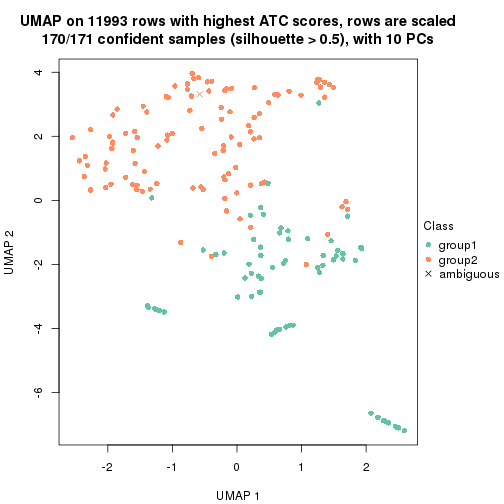 UMAP on 11993 rows with highest ATC scores, rows are scaled
170/171 confident samples (silhouette > 0.5), with 10 PCs
4
2
0
-2
-4
-6
UMAP 2
-2
-1
0
1
2
UMAP 1
Class
group1
group2
ambiguous